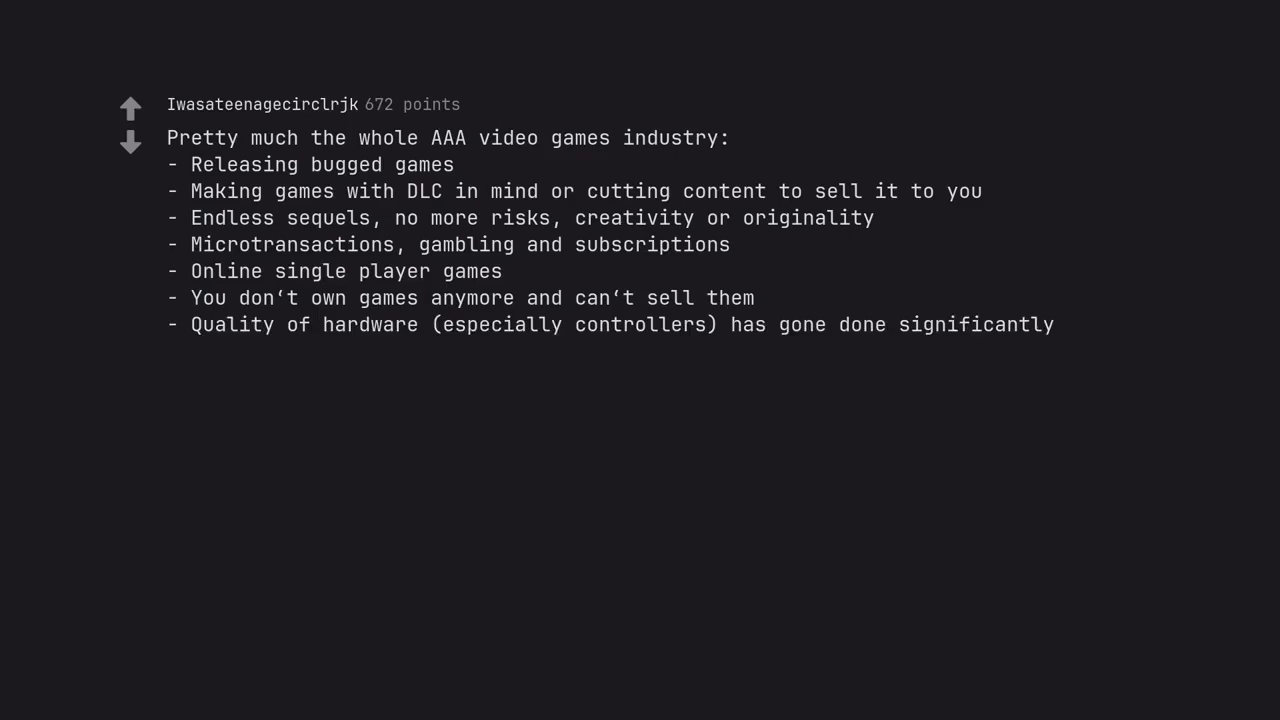 Iwasateenagecirclrjk 672 points
Pretty much the whole AAA video games industry:
- Releasing bugged games
- Making games with DLC in mind or cutting content to sell it to you
- Endless sequels, no more risks, creativity or originality
- Microtransactions, gambling and subscriptions
- Online single player games
- You don‘t own games anymore and can‘t sell them
- Quality of hardware (especially controllers) has gone done significantly